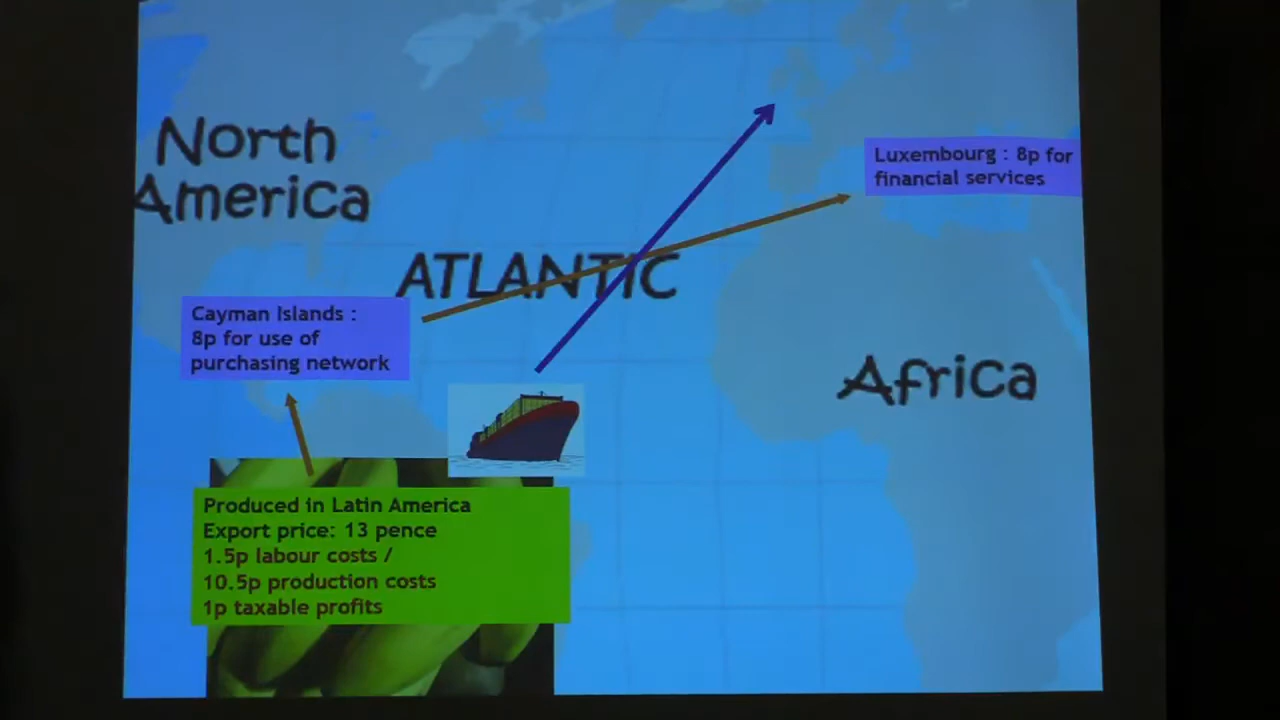 North
America
Luxembourg : 8p for
financial services
ATLANTIC
Cayman Islands :
8p for use of
purchasing network
Africa
Produced in Latin America
Export price: 13 pence
1.5p labour costs /
10.5p production costs
1p taxable profits